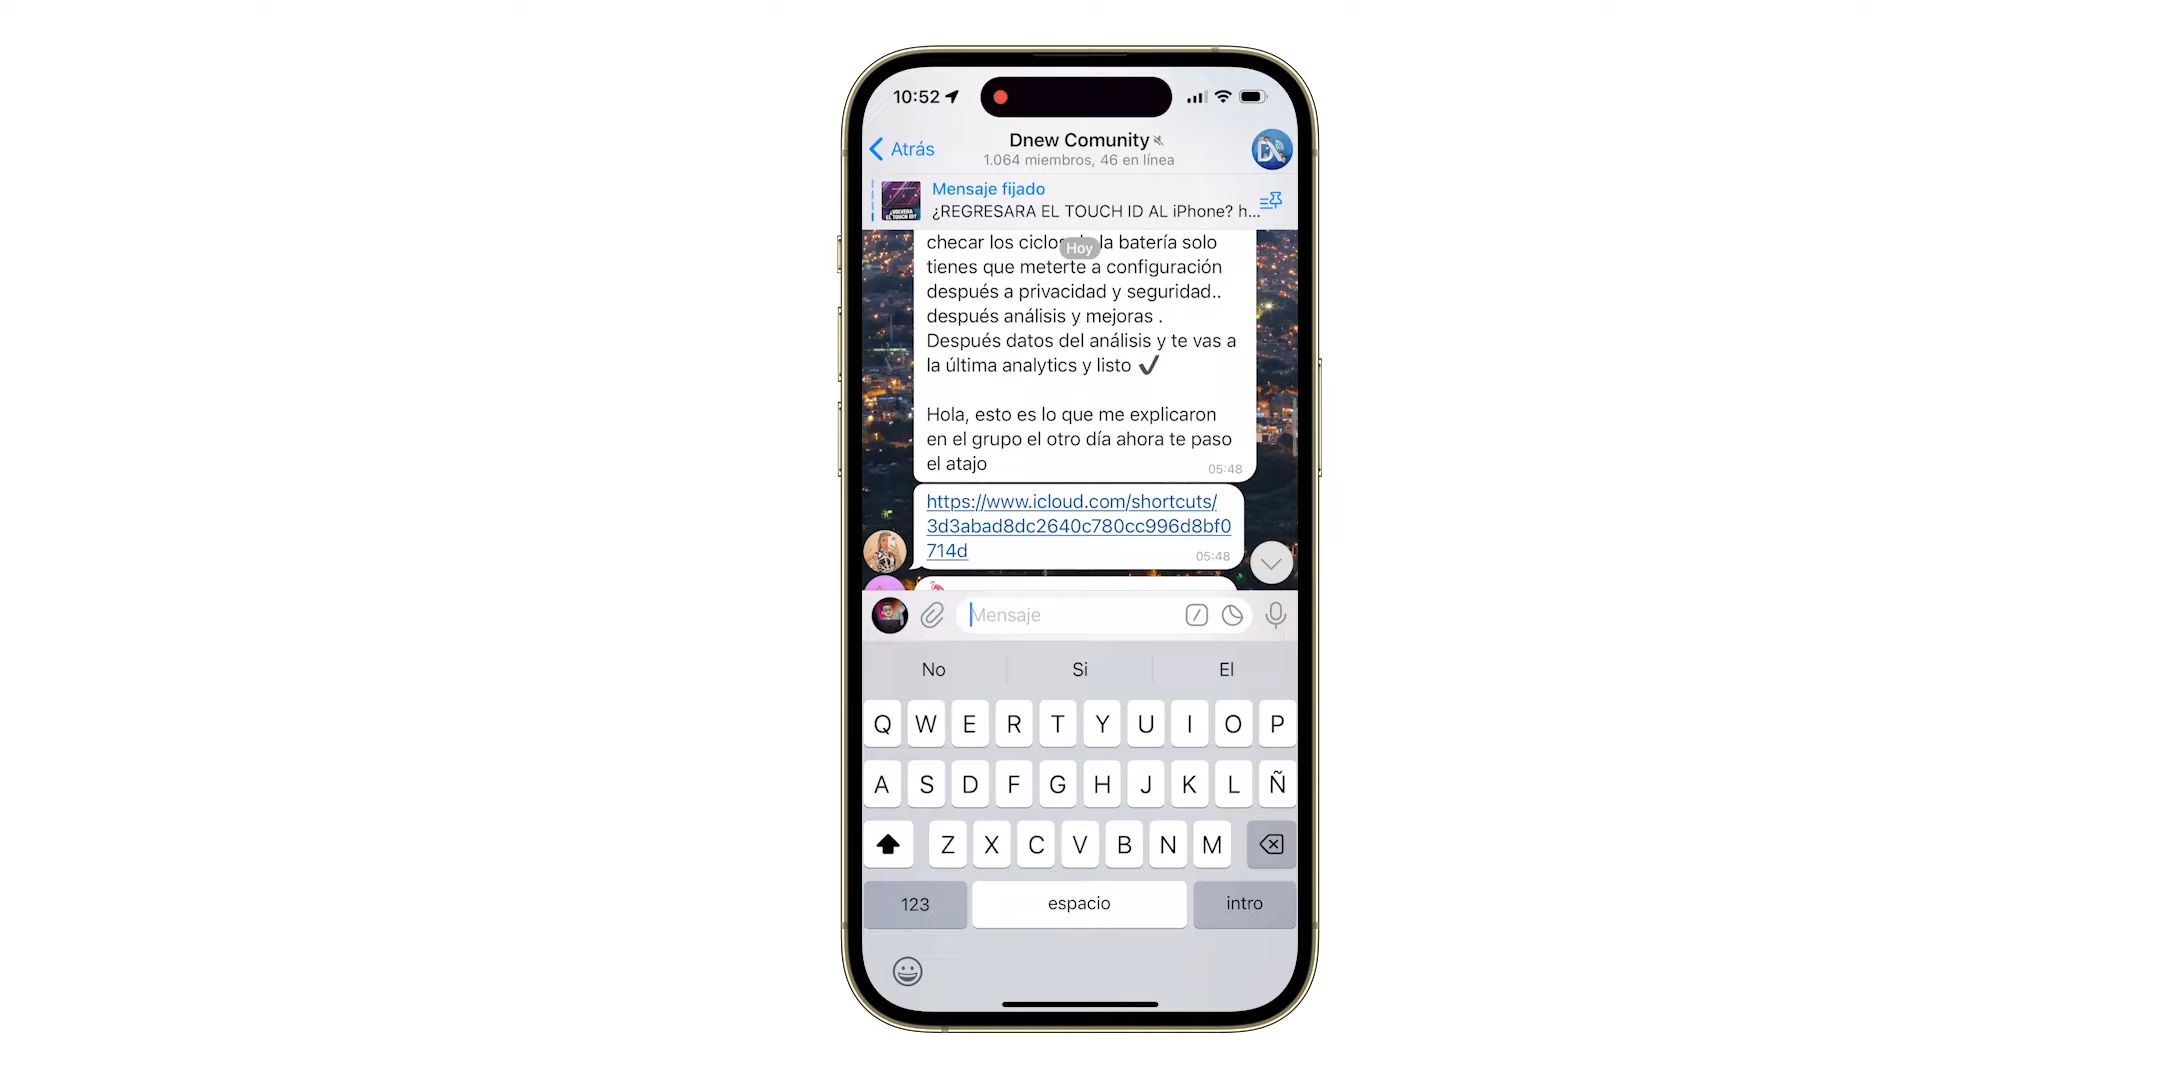 10:52
Atrás
Dnew Comunity
1.064 miembros, 46 en línea
Mensaje fijado
¿REGRESARA EL TOUCH ID AL iPhone? h...
¿VOLVERA
EL TOUCH ID?
Hoy
checar los ciclos la batería solo
tienes que meterte a configuración
después a privacidad y seguridad..
después análisis y mejoras .
Después datos del análisis y te vas a
la última analytics y listo ✔
Hola, esto es lo que me explicaron
en el grupo el otro día ahora te paso
el atajo
05:48
https://www.icloud.com/shortcuts/
3d3abad8dc2640c780cc996d8bf0
714d
05:48
Mensaje
No Si El
Q W E R T Y U I O P
A S D F G H J K L Ñ
Z X C V B N M
123 espacio intro